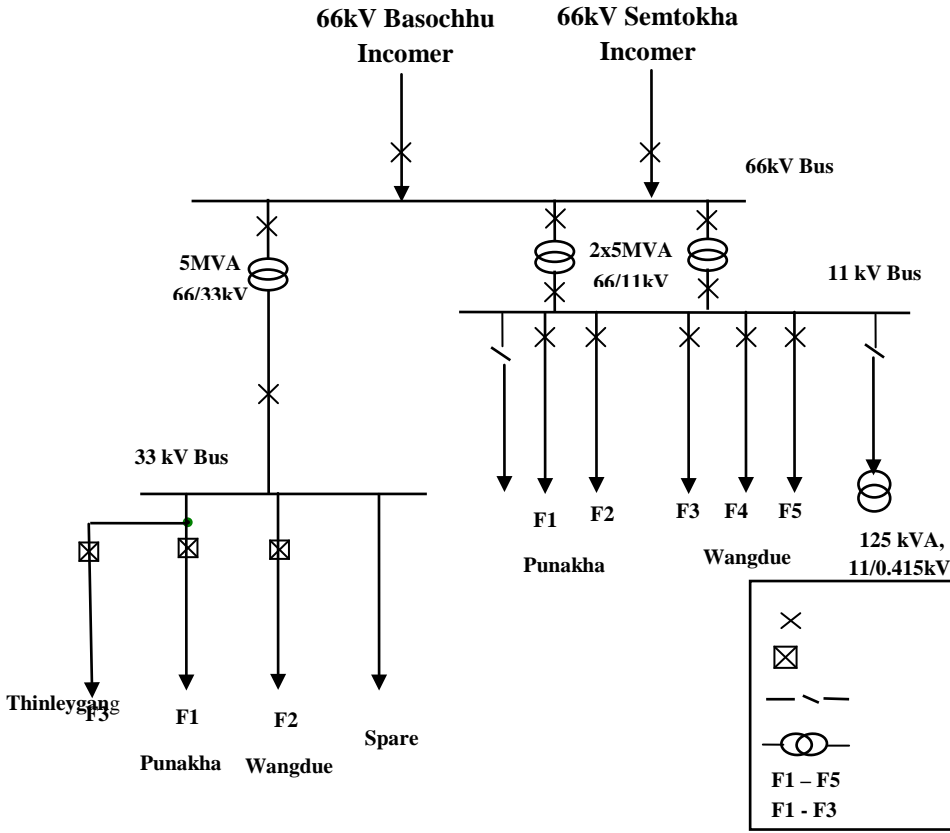 66kV Basochhu
Incomer
66kV Semtokha
Incomer
66kV Bus
5MVA
66/33kV
2x5MVA
66/11kV
11 kV Bus
33 kV Bus
F1
F2
F3
F4
F5
Punakha
Wangdue
125 kVA,
11/0.415kV
Thinleygang
F3
F1
F2
Spare
Punakha
Wangdue
F1 – F5
F1 - F3